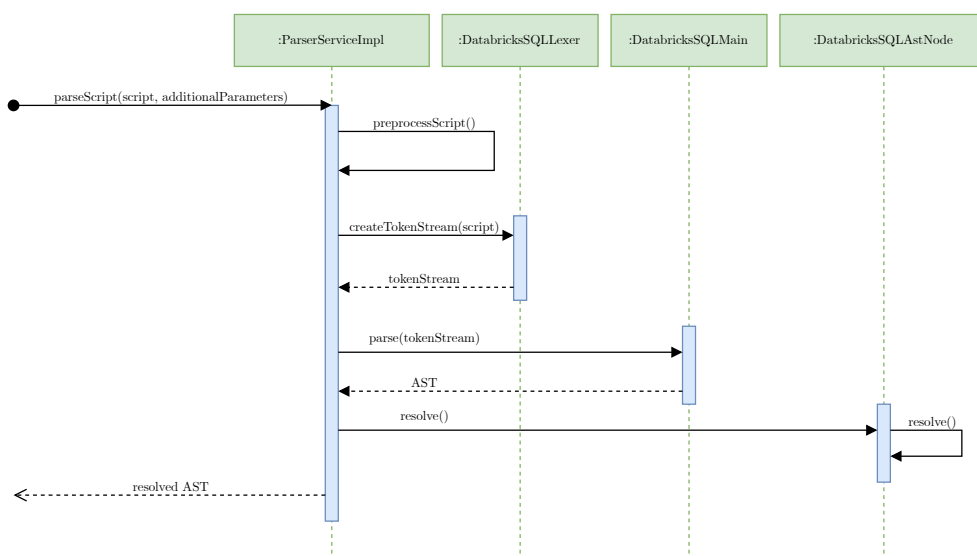 :ParserServiceImpl
:DatabricksSQLLexer
:DatabricksSQLMain
:DatabricksSQLAstNode
parseScript(script, additionalParameters)
preprocessScript()
createTokenStream(script)
tokenStream
parse(tokenStream)
AST
resolve()
resolve()
resolved AST